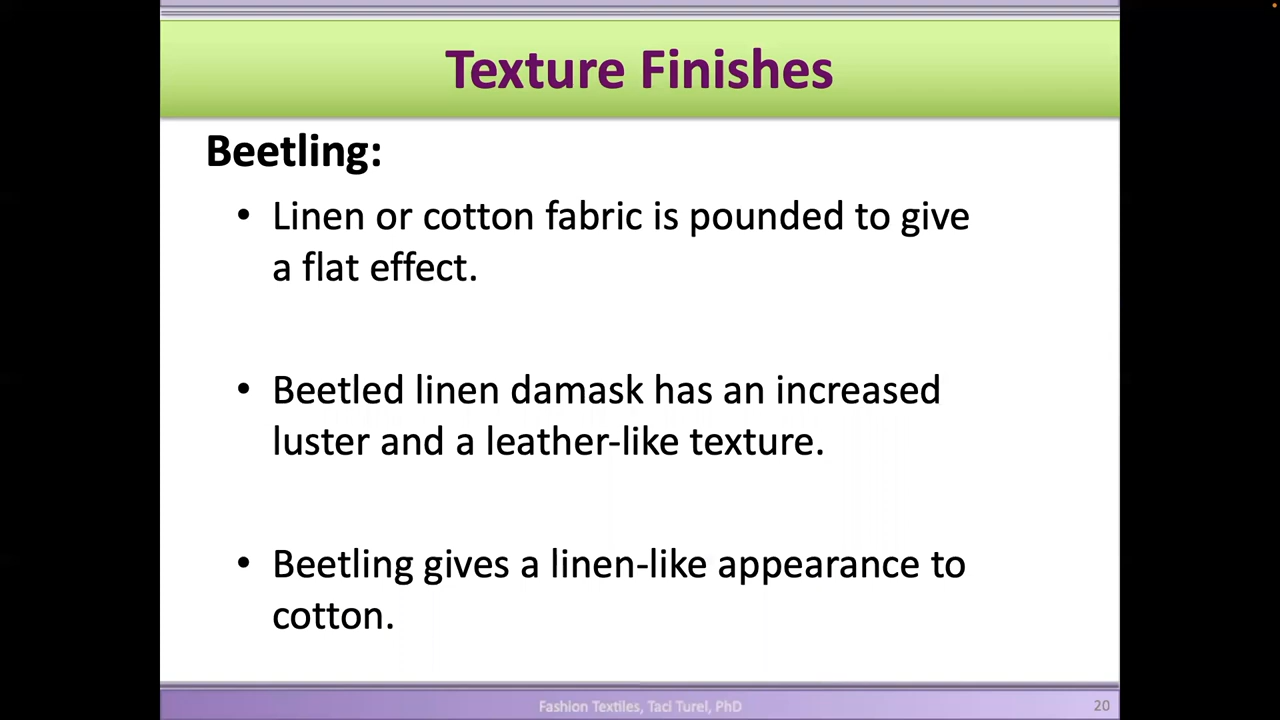 Texture Finishes
Beetling:
• Linen or cotton fabric is pounded to give
a flat effect.
• Beetled linen damask has an increased
luster and a leather-like texture.
• Beetling gives a linen-like appearance to
cotton.
Fashion Textiles, Taci Turel, PhD
20